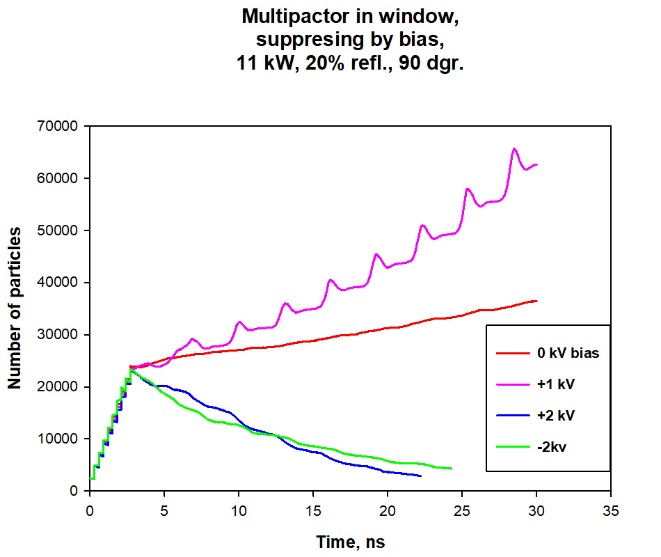 Multipactor in window,
suppresing by bias,
11 kW, 20% refl., 90 dgr.
70000
60000
50000
40000
30000
20000
10000
0
Number of particles
0 kV bias
+1 kV
+2 kV
-2kv
0 5 10 15 20 25 30 35
Time, ns